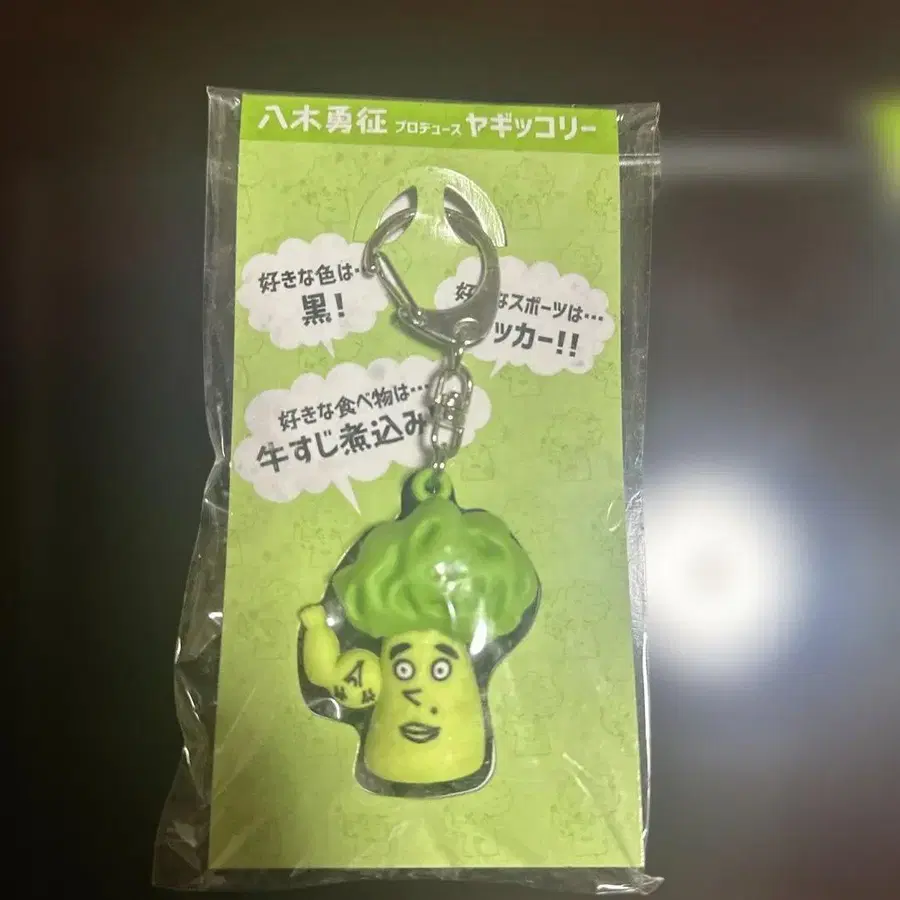 八木勇征 プロデュース ヤギッコリー
好きな色は…
黒!
好 なスポーツは…
ッカー!!
好きな食べ物は…
牛すじ煮込み